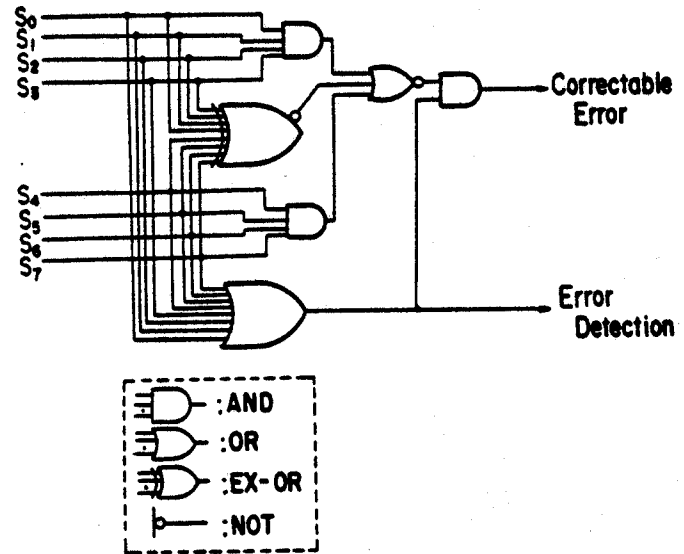 S0
S1
S2
S3
Correctable
Error
S4
S5
S6
S7
Error
Detection
:AND
:OR
:EX-OR
:NOT